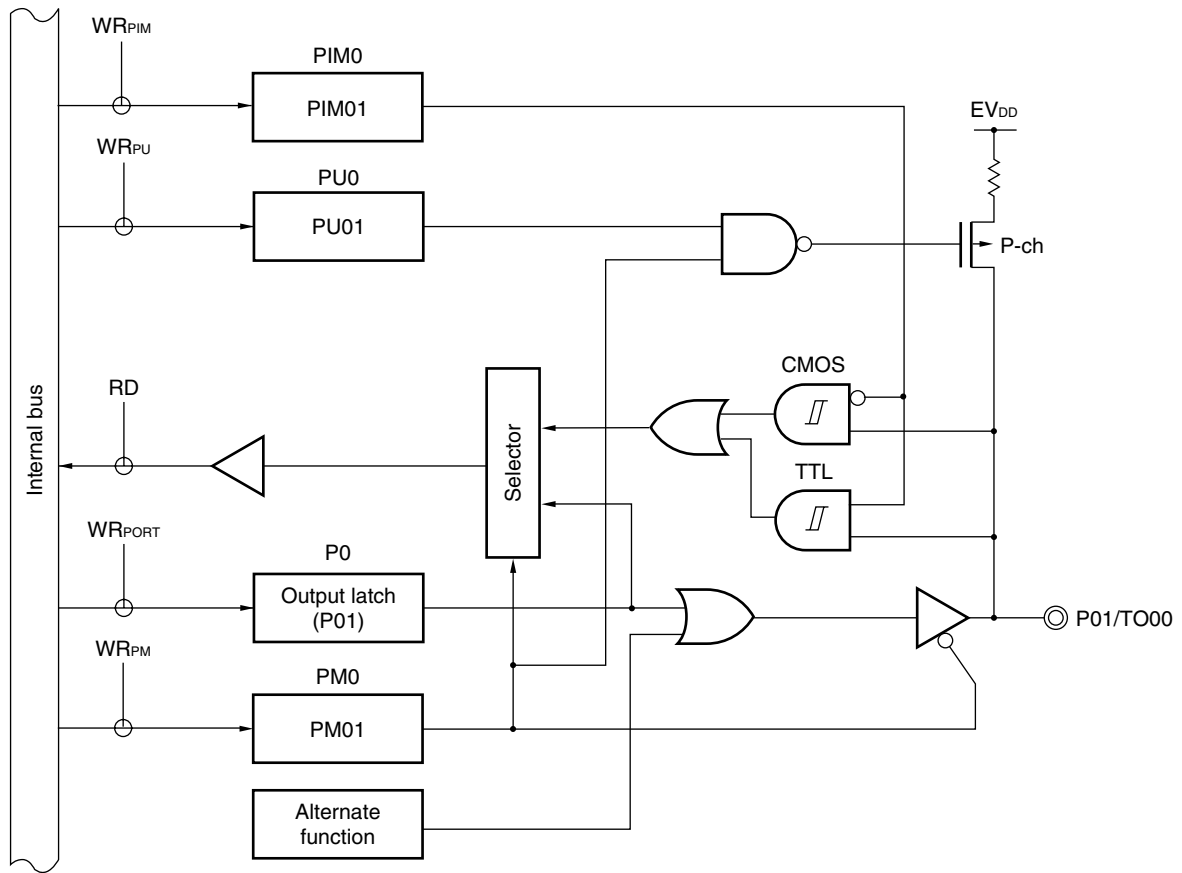 WRPIM
PIM0
PIM01
EVDD
WRPU
PU0
PU01
P-ch
CMOS
RD
Internal bus
Selector
TTL
WRPORT
P0
Output latch
(P01)
P01/TO00
WRPM
PM0
PM01
Alternate
function